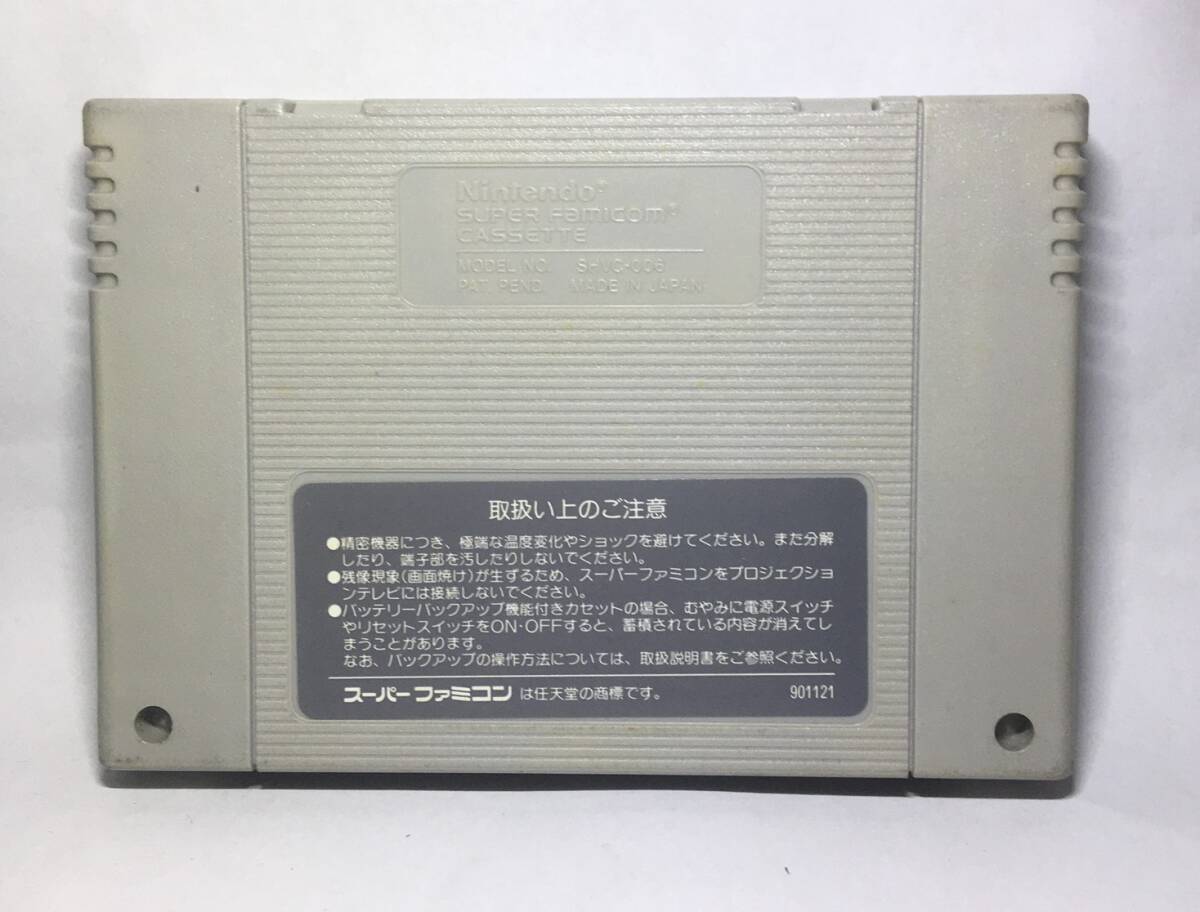 Nintendo®
SUPER Famicom®
CASSETTE
MODEL NO. SHVC-006
PAT. PEND. MADE IN JAPAN
取扱い上のご注意
●精密機器につき、極端な温度変化やショックを避けてください。また分解
したり、端子部を汚したりしないでください。
●残像現象(画面焼け)が生ずるため、スーパーファミコンをプロジェクショ
ンテレビには接続しないでください。
●バッテリーバックアップ機能付きカセットの場合、むやみに電源スイッチ
やリセットスイッチをON・OFFすると、蓄積されている内容が消えてし
まうことがあります。
なお、バックアップの操作方法については、取扱説明書をご参照ください。
スーパーファミコン は任天堂の商標です。 901121